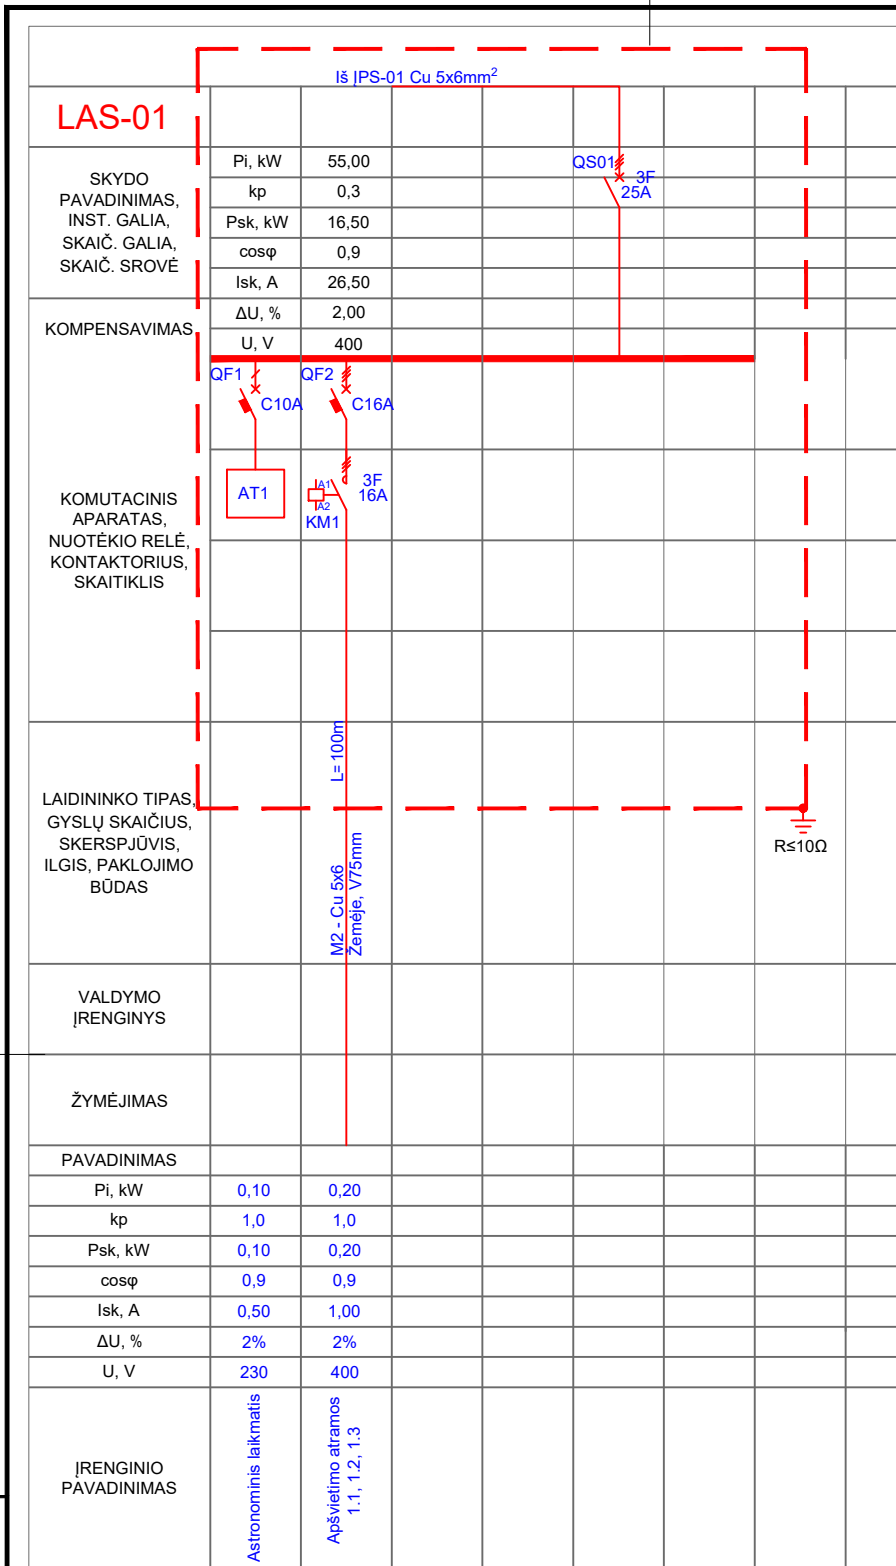 Iš ĮPS-01 Cu 5x6mm²
LAS-01
SKYDO
PAVADINIMAS,
INST. GALIA,
SKAIČ. GALIA,
SKAIČ. SROVĖ
Pi, kW 55,00
kp 0,3
Psk, kW 16,50
cosφ 0,9
Isk, A 26,50
QS01
3F
25A
KOMPENSAVIMAS
ΔU, % 2,00
U, V 400
QF1
C10A
QF2
C16A
KOMUTACINIS
APARATAS,
NUOTĖKIO RELĖ,
KONTAKTORIUS,
SKAITIKLIS
AT1
A1
A2
KM1
3F
16A
LAIDININKO TIPAS,
GYSLŲ SKAIČIUS,
SKERSPJŪVIS,
ILGIS, PAKLOJIMO
BŪDAS
L=100m
M2 - Cu 5x6
Žemėje, V75mm
R≤10Ω
VALDYMO
ĮRENGINYS
ŽYMĖJIMAS
PAVADINIMAS
Pi, kW 0,10 0,20
kp 1,0 1,0
Psk, kW 0,10 0,20
cosφ 0,9 0,9
Isk, A 0,50 1,00
ΔU, % 2% 2%
U, V 230 400
ĮRENGINIO
PAVADINIMAS
Astronominis laikmatis
Apšvietimo atramos
1.1, 1.2, 1.3